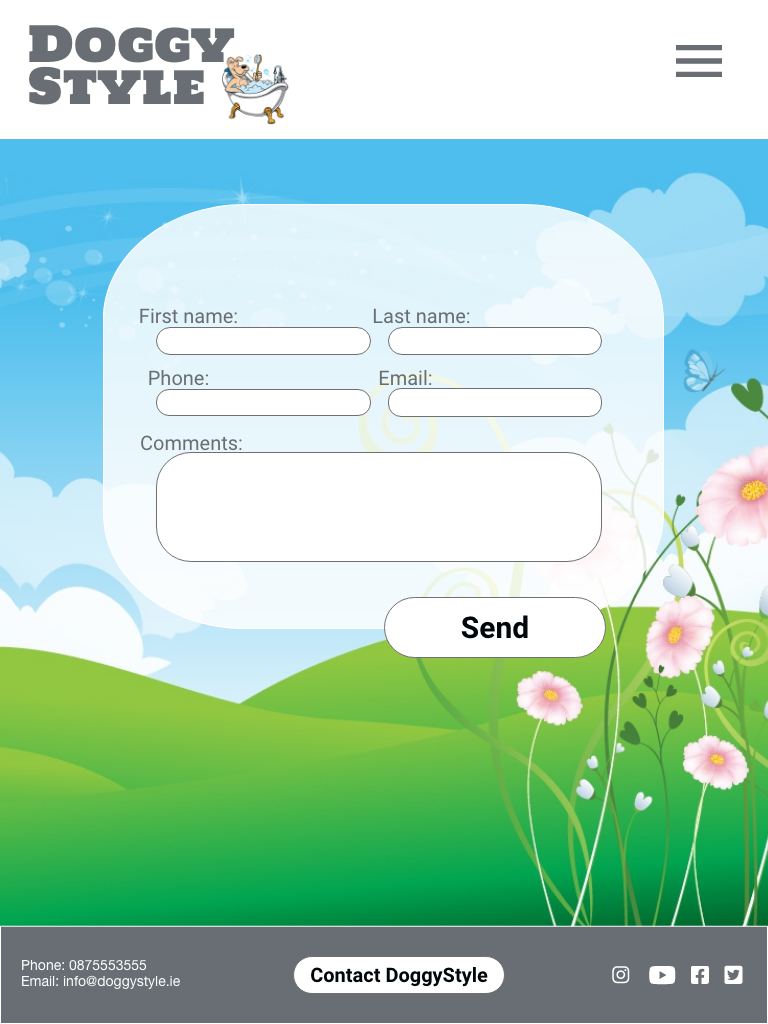 DOGGY
STYLE
First name:
Last name:
Phone:
Email:
Comments:
Send
Phone: 0875553555
Email: info@doggystyle.ie
Contact DoggyStyle